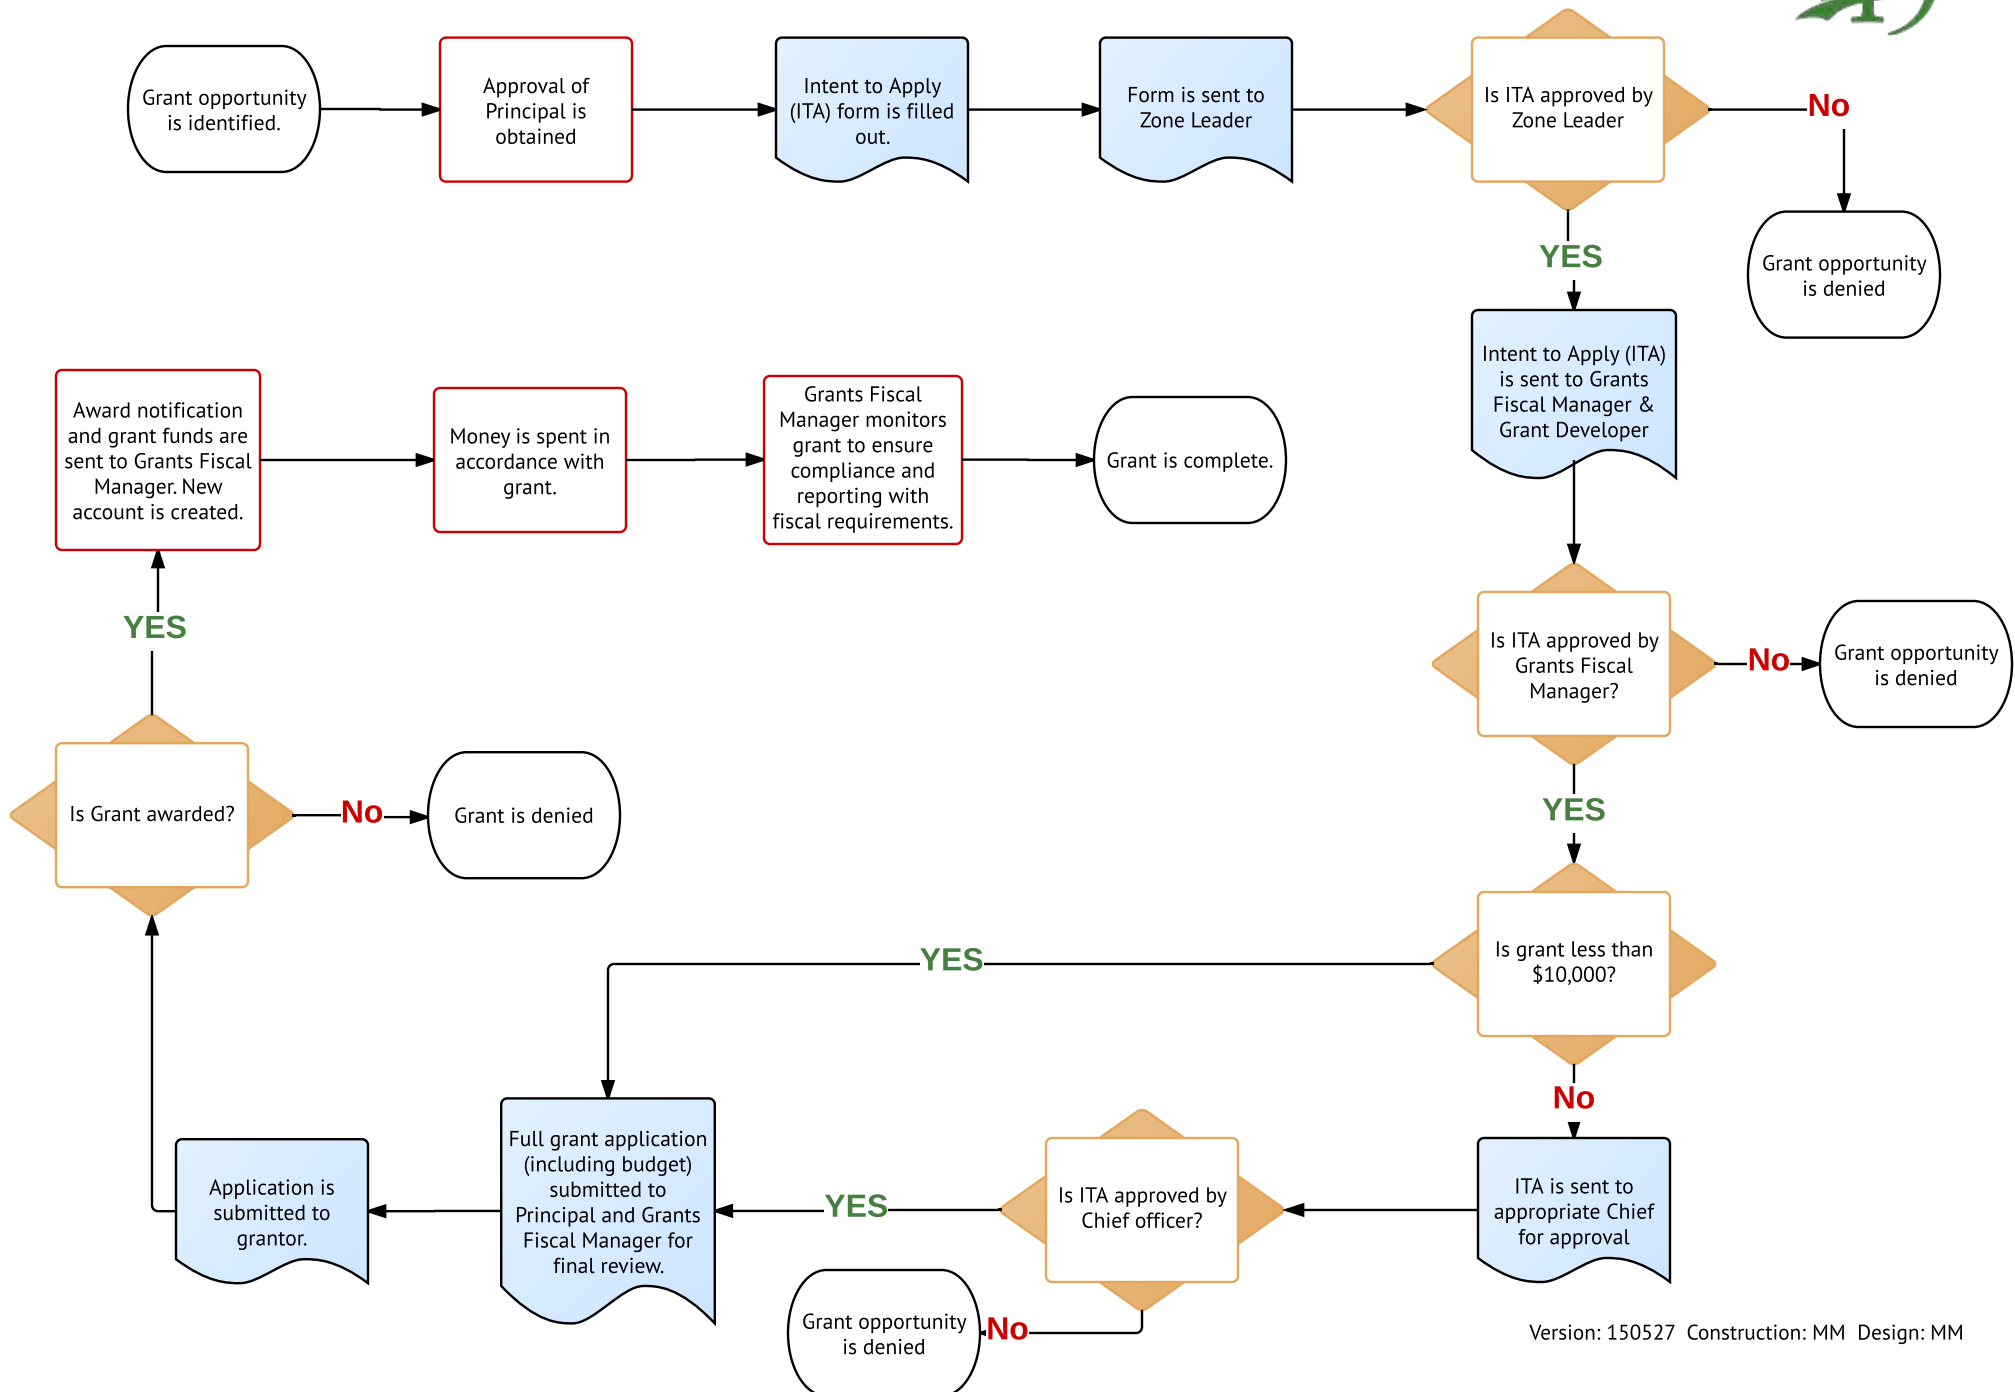 Grant opportunity
is identified.
Approval of
Principal is
obtained
Intent to Apply
(ITA) form is filled
out.
Form is sent to
Zone Leader
Is ITA approved by
Zone Leader
No
Grant opportunity
is denied
YES
Intent to Apply (ITA)
is sent to Grants
Fiscal Manager &
Grant Developer
Is ITA approved by
Grants Fiscal
Manager?
No
Grant opportunity
is denied
YES
Is grant less than
$10,000?
YES
No
ITA is sent to
appropriate Chief
for approval
Is ITA approved by
Chief officer?
No
Grant opportunity
is denied
YES
Full grant application
(including budget)
submitted to
Principal and Grants
Fiscal Manager for
final review.
Application is
submitted to
grantor.
Is Grant awarded?
No
Grant is denied
YES
Award notification
and grant funds are
sent to Grants Fiscal
Manager. New
account is created.
Money is spent in
accordance with
grant.
Grants Fiscal
Manager monitors
grant to ensure
compliance and
reporting with
fiscal requirements.
Grant is complete.
Version: 150527 Construction: MM Design: MM